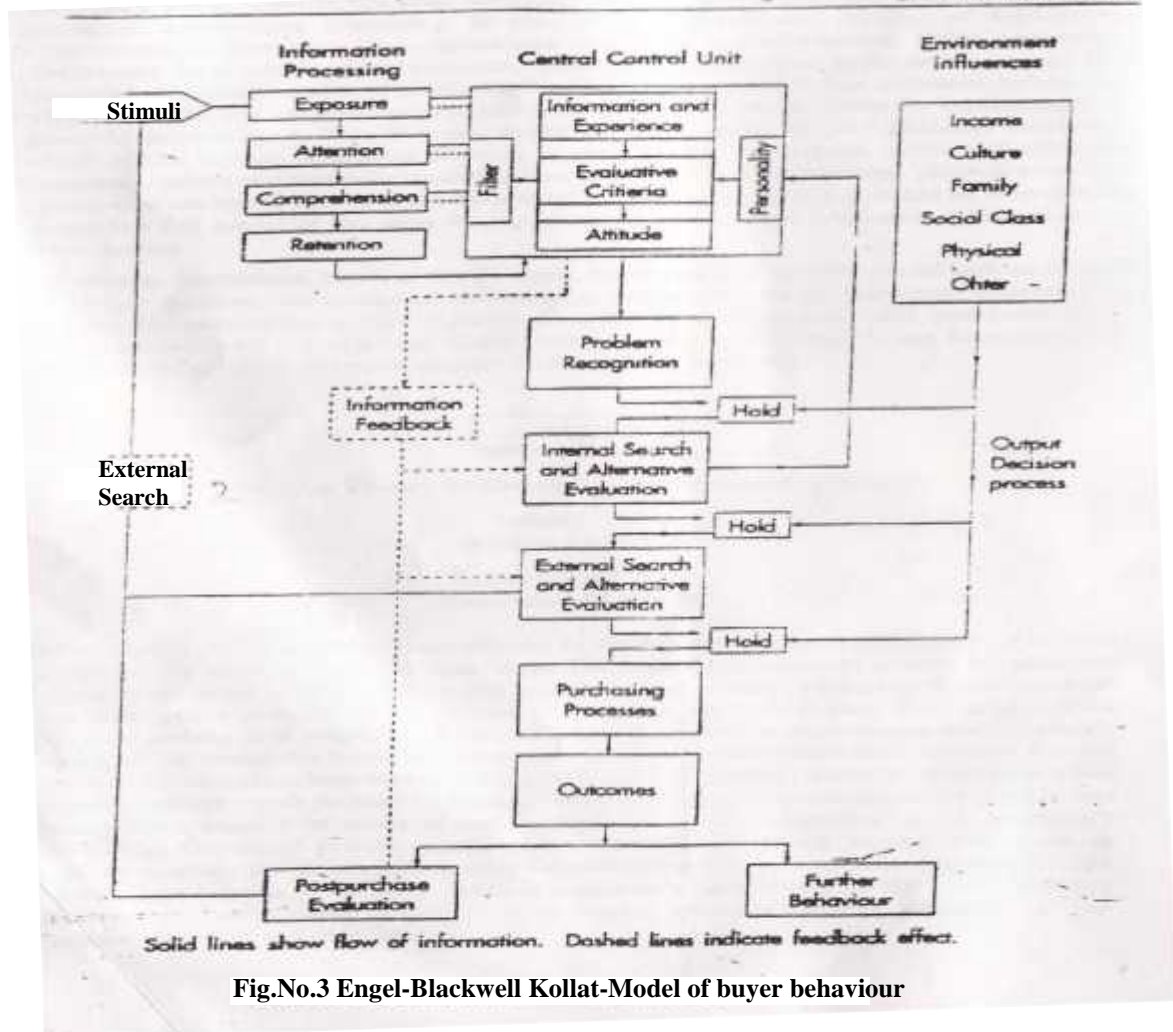 Information
Processing
Central Control Unit
Environment
influences
Stimuli
Exposure
Attention
Comprehension
Retention
Filter
Information and
Experience
Evaluative
Critieria
Attitude
Personality
Income
Culture
Family
Social Class
Physical
Ohter
Problem
Recognition
Hold
Information
Feedback
Internal Search
and Alternative
Evaluation
Output
Decision
process
External
Search
?
Hold
External Search
and Alternative
Evaluation
Hold
Purchasing
Processes
Outcomes
Postpurchase
Evaluation
Further
Behaviour
Solid lines show flow of information. Dashed lines indicate feedback effect.
Fig.No.3 Engel-Blackwell Kollat-Model of buyer behaviour